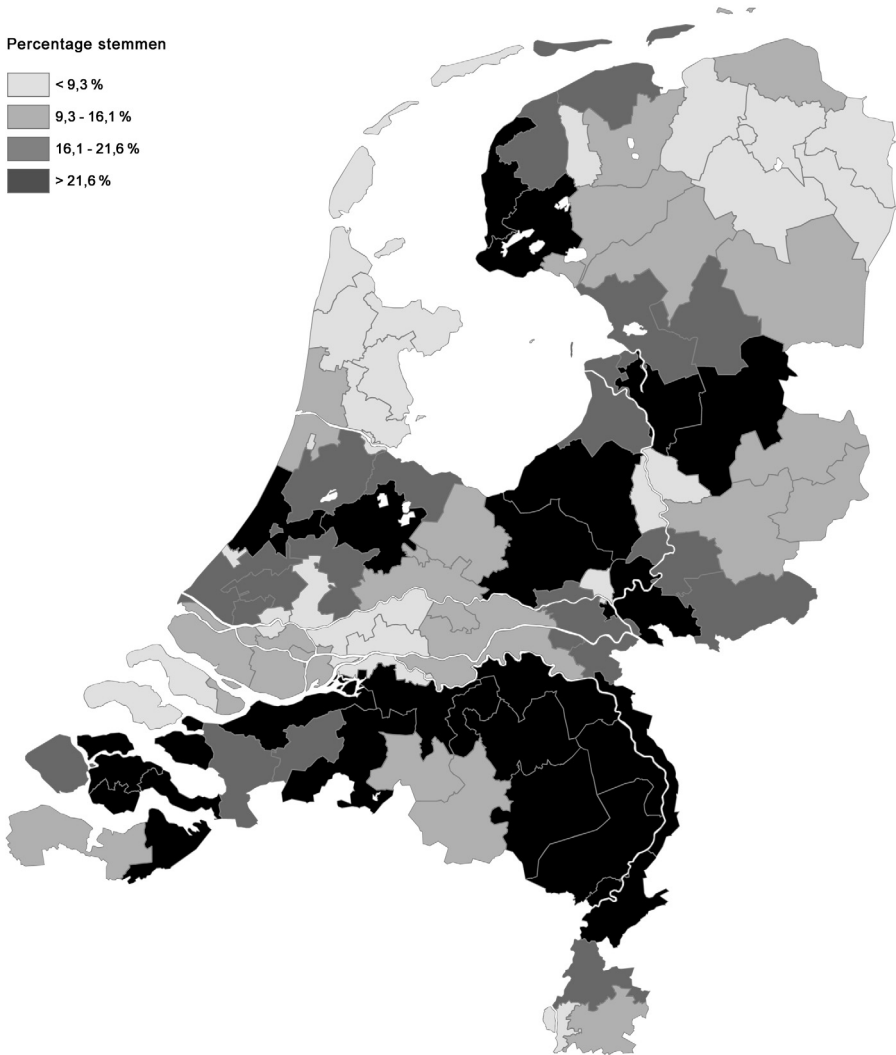 Percentage stemmen
< 9,3 %
9,3 - 16,1 %
16,1 - 21,6 %
> 21,6 %